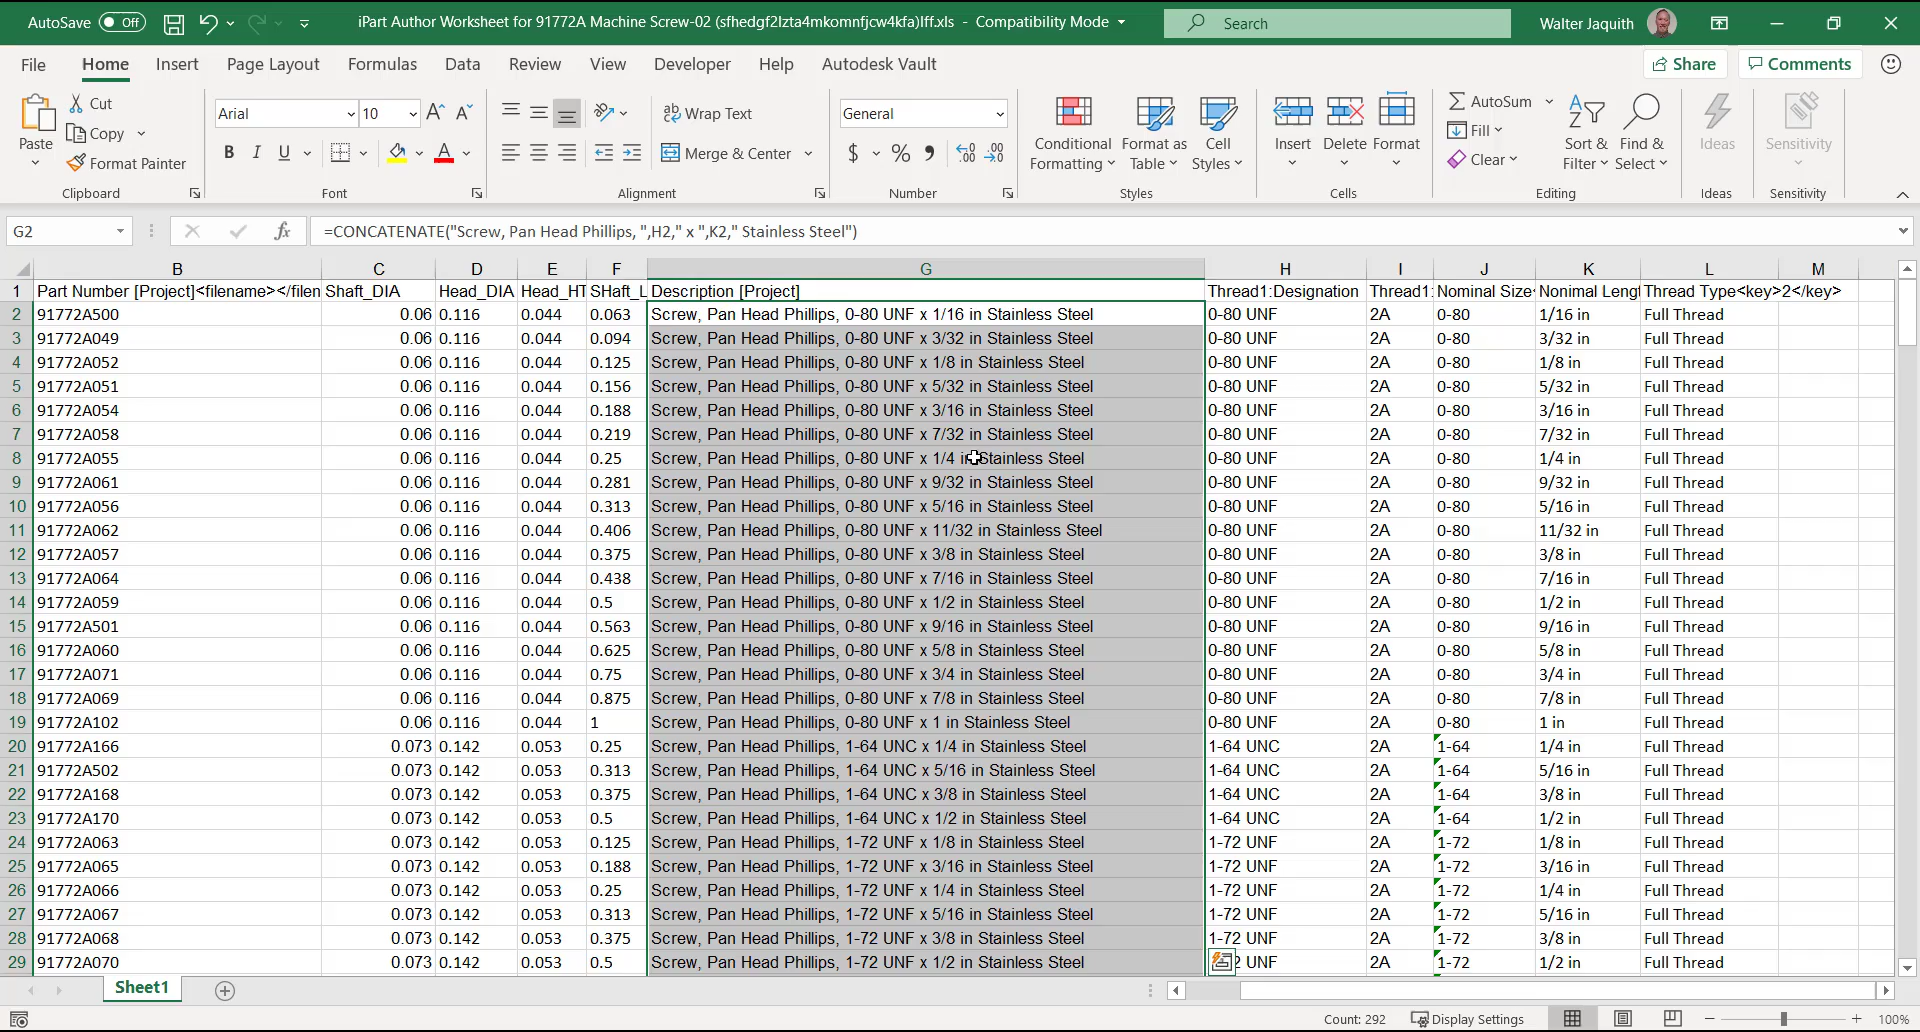 AutoSave Off iPart Author Worksheet for 91772A Machine Screw-02 (sfhedgf2lzta4mkomnfjcw4kfa)Iff.xls - Compatibility Mode Search Walter Jaquith
File Home Insert Page Layout Formulas Data Review View Developer Help Autodesk Vault Share Comments
Paste Cut Copy Format Painter Clipboard
Arial 10 B I U A Font
Wrap Text Merge & Center Alignment
General $ % 9 .00 Number
Conditional Formatting Format as Table Cell Styles Styles
Insert Delete Format Cells
AutoSum Fill Clear Sort & Filter Find & Select Editing
Ideas Ideas
Sensitivity Sensitivity
G2 fx =CONCATENATE("Screw, Pan Head Phillips, ",H2," x ",K2," Stainless Steel")
B C D E F G H I J K L M
1 Part Number [Project]<filename></filen Shaft_DIA Head_DIA Head_HT SHaft_L Description [Project] Thread1:Designation Thread1: Nominal Size< Nonimal Lengt Thread Type<key>2</key>
2 91772A500 0.06 0.116 0.044 0.063 Screw, Pan Head Phillips, 0-80 UNF x 1/16 in Stainless Steel 0-80 UNF 2A 0-80 1/16 in Full Thread
3 91772A049 0.06 0.116 0.044 0.094 Screw, Pan Head Phillips, 0-80 UNF x 3/32 in Stainless Steel 0-80 UNF 2A 0-80 3/32 in Full Thread
4 91772A052 0.06 0.116 0.044 0.125 Screw, Pan Head Phillips, 0-80 UNF x 1/8 in Stainless Steel 0-80 UNF 2A 0-80 1/8 in Full Thread
5 91772A051 0.06 0.116 0.044 0.156 Screw, Pan Head Phillips, 0-80 UNF x 5/32 in Stainless Steel 0-80 UNF 2A 0-80 5/32 in Full Thread
6 91772A054 0.06 0.116 0.044 0.188 Screw, Pan Head Phillips, 0-80 UNF x 3/16 in Stainless Steel 0-80 UNF 2A 0-80 3/16 in Full Thread
7 91772A058 0.06 0.116 0.044 0.219 Screw, Pan Head Phillips, 0-80 UNF x 7/32 in Stainless Steel 0-80 UNF 2A 0-80 7/32 in Full Thread
8 91772A055 0.06 0.116 0.044 0.25 Screw, Pan Head Phillips, 0-80 UNF x 1/4 in Stainless Steel 0-80 UNF 2A 0-80 1/4 in Full Thread
9 91772A061 0.06 0.116 0.044 0.281 Screw, Pan Head Phillips, 0-80 UNF x 9/32 in Stainless Steel 0-80 UNF 2A 0-80 9/32 in Full Thread
10 91772A056 0.06 0.116 0.044 0.313 Screw, Pan Head Phillips, 0-80 UNF x 5/16 in Stainless Steel 0-80 UNF 2A 0-80 5/16 in Full Thread
11 91772A062 0.06 0.116 0.044 0.406 Screw, Pan Head Phillips, 0-80 UNF x 11/32 in Stainless Steel 0-80 UNF 2A 0-80 11/32 in Full Thread
12 91772A057 0.06 0.116 0.044 0.375 Screw, Pan Head Phillips, 0-80 UNF x 3/8 in Stainless Steel 0-80 UNF 2A 0-80 3/8 in Full Thread
13 91772A064 0.06 0.116 0.044 0.438 Screw, Pan Head Phillips, 0-80 UNF x 7/16 in Stainless Steel 0-80 UNF 2A 0-80 7/16 in Full Thread
14 91772A059 0.06 0.116 0.044 0.5 Screw, Pan Head Phillips, 0-80 UNF x 1/2 in Stainless Steel 0-80 UNF 2A 0-80 1/2 in Full Thread
15 91772A501 0.06 0.116 0.044 0.563 Screw, Pan Head Phillips, 0-80 UNF x 9/16 in Stainless Steel 0-80 UNF 2A 0-80 9/16 in Full Thread
16 91772A060 0.06 0.116 0.044 0.625 Screw, Pan Head Phillips, 0-80 UNF x 5/8 in Stainless Steel 0-80 UNF 2A 0-80 5/8 in Full Thread
17 91772A071 0.06 0.116 0.044 0.75 Screw, Pan Head Phillips, 0-80 UNF x 3/4 in Stainless Steel 0-80 UNF 2A 0-80 3/4 in Full Thread
18 91772A069 0.06 0.116 0.044 0.875 Screw, Pan Head Phillips, 0-80 UNF x 7/8 in Stainless Steel 0-80 UNF 2A 0-80 7/8 in Full Thread
19 91772A102 0.06 0.116 0.044 1 Screw, Pan Head Phillips, 0-80 UNF x 1 in Stainless Steel 0-80 UNF 2A 0-80 1 in Full Thread
20 91772A166 0.073 0.142 0.053 0.25 Screw, Pan Head Phillips, 1-64 UNC x 1/4 in Stainless Steel 1-64 UNC 2A 1-64 1/4 in Full Thread
21 91772A502 0.073 0.142 0.053 0.313 Screw, Pan Head Phillips, 1-64 UNC x 5/16 in Stainless Steel 1-64 UNC 2A 1-64 5/16 in Full Thread
22 91772A168 0.073 0.142 0.053 0.375 Screw, Pan Head Phillips, 1-64 UNC x 3/8 in Stainless Steel 1-64 UNC 2A 1-64 3/8 in Full Thread
23 91772A170 0.073 0.142 0.053 0.5 Screw, Pan Head Phillips, 1-64 UNC x 1/2 in Stainless Steel 1-64 UNC 2A 1-64 1/2 in Full Thread
24 91772A063 0.073 0.142 0.053 0.125 Screw, Pan Head Phillips, 1-72 UNF x 1/8 in Stainless Steel 1-72 UNF 2A 1-72 1/8 in Full Thread
25 91772A065 0.073 0.142 0.053 0.188 Screw, Pan Head Phillips, 1-72 UNF x 3/16 in Stainless Steel 1-72 UNF 2A 1-72 3/16 in Full Thread
26 91772A066 0.073 0.142 0.053 0.25 Screw, Pan Head Phillips, 1-72 UNF x 1/4 in Stainless Steel 1-72 UNF 2A 1-72 1/4 in Full Thread
27 91772A067 0.073 0.142 0.053 0.313 Screw, Pan Head Phillips, 1-72 UNF x 5/16 in Stainless Steel 1-72 UNF 2A 1-72 5/16 in Full Thread
28 91772A068 0.073 0.142 0.053 0.375 Screw, Pan Head Phillips, 1-72 UNF x 3/8 in Stainless Steel 1-72 UNF 2A 1-72 3/8 in Full Thread
29 91772A070 0.073 0.142 0.053 0.5 Screw, Pan Head Phillips, 1-72 UNF x 1/2 in Stainless Steel 2 UNF 2A 1-72 1/2 in Full Thread
Sheet1
Count: 292 Display Settings 100%